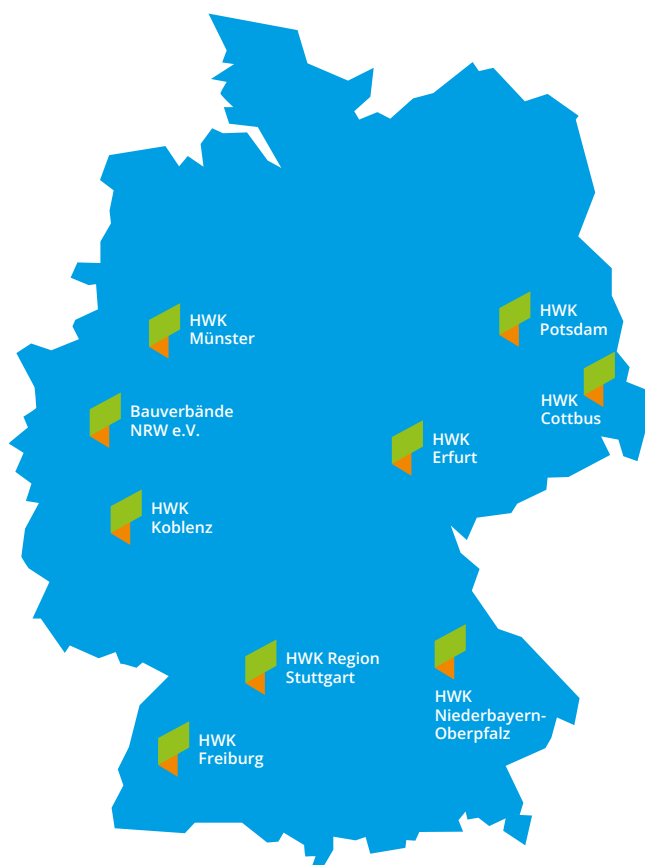 HWK
Münster
HWK
Potsdam
HWK
Cottbus
Bauverbände
NRW e.V.
HWK
Erfurt
HWK
Koblenz
HWK Region
Stuttgart
HWK
Niederbayern-
Oberpfalz
HWK
Freiburg